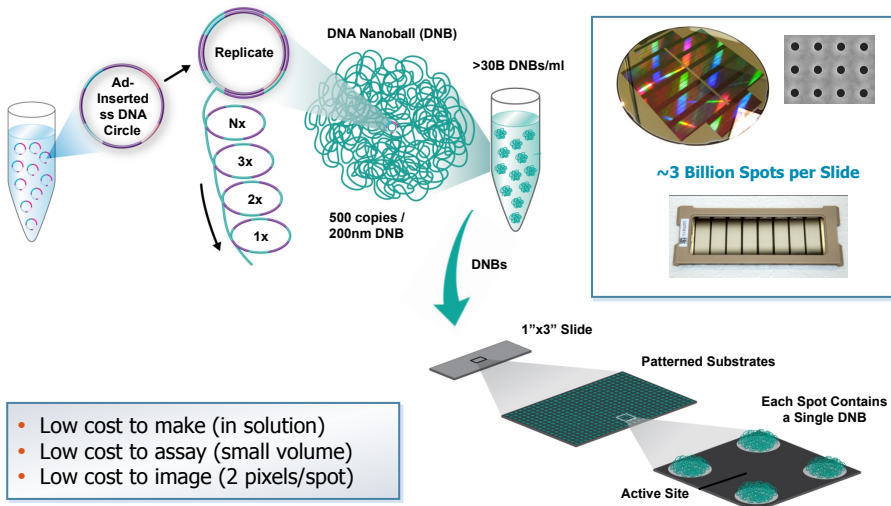 Ad-
Inserted
ss DNA
Circle
Replicate
Nx
3x
2x
1x
DNA Nanoball (DNB)
500 copies /
200nm DNB
>30B DNBs/ml
DNBs
~3 Billion Spots per Slide
1”x3” Slide
Patterned Substrates
Each Spot Contains
a Single DNB
Active Site
• Low cost to make (in solution)
• Low cost to assay (small volume)
• Low cost to image (2 pixels/spot)